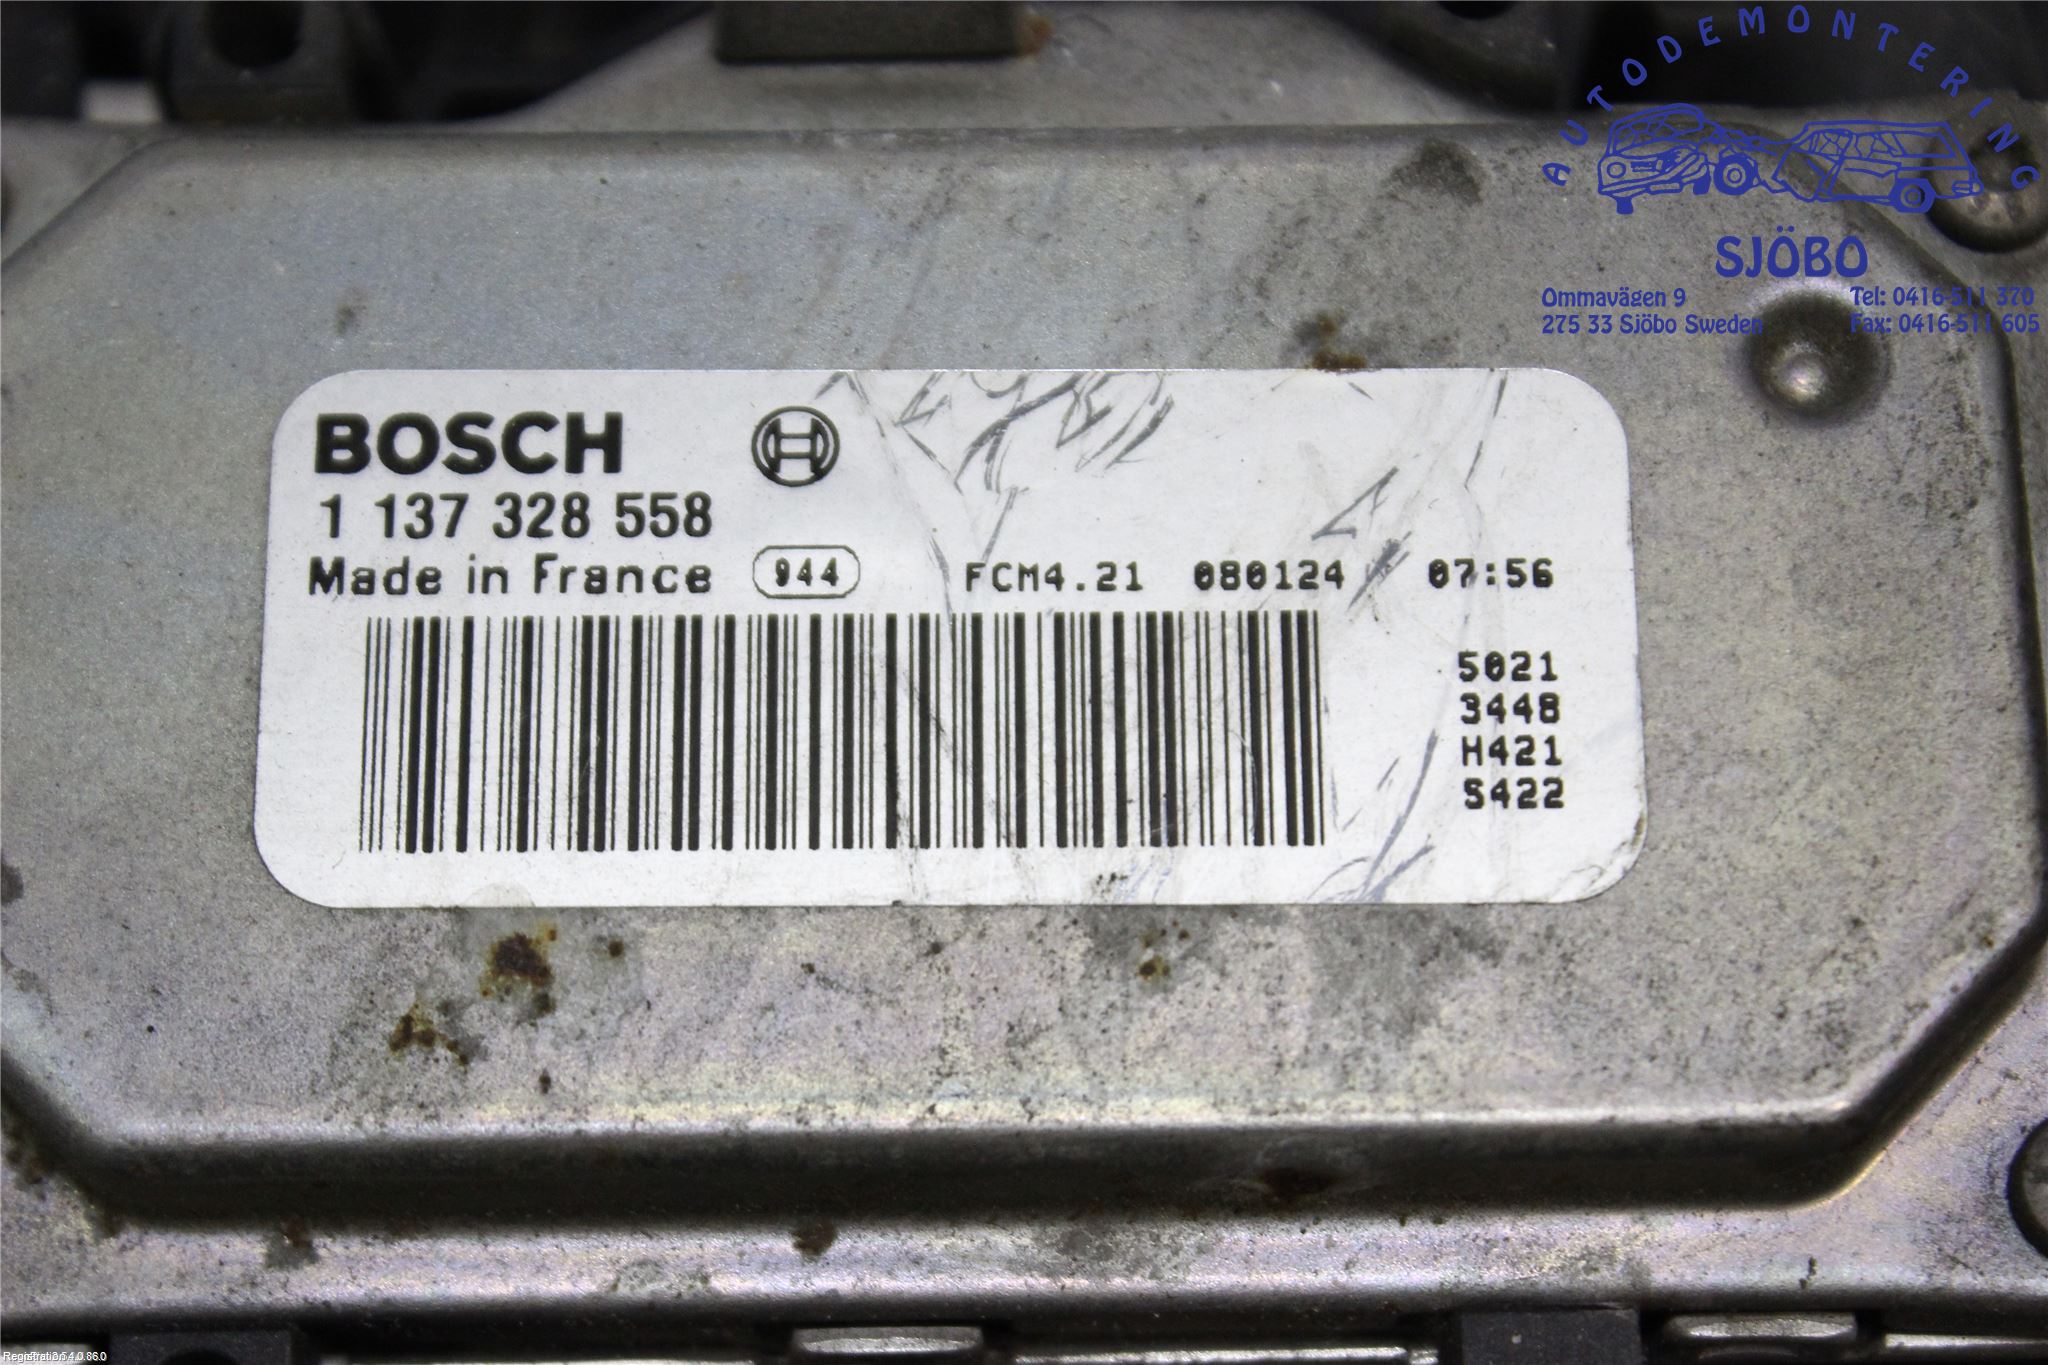 AUTODEMONTERING
SJÖBO
Ommavägen 9 Tel: 0416-511 370
275 33 Sjöbo Sweden Fax: 0416-511 605
BOSCH
1 137 328 558
Made in France 944 FCM4.21 080124 07:56
5021
3448
H421
S422